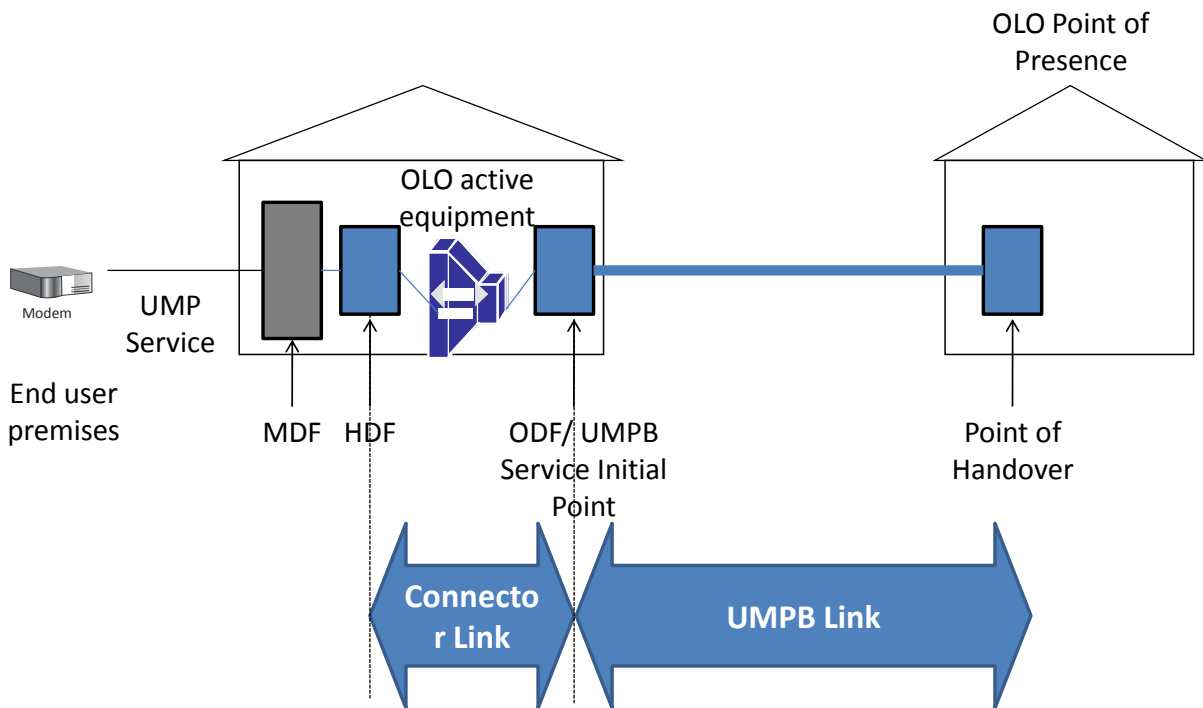 OLO Point of
Presence
OLO active
equipment
Modem
UMP
Service
End user
premises
MDF
HDF
ODF/ UMPB
Service Initial
Point
Point of
Handover
Connecto
r Link
UMPB Link